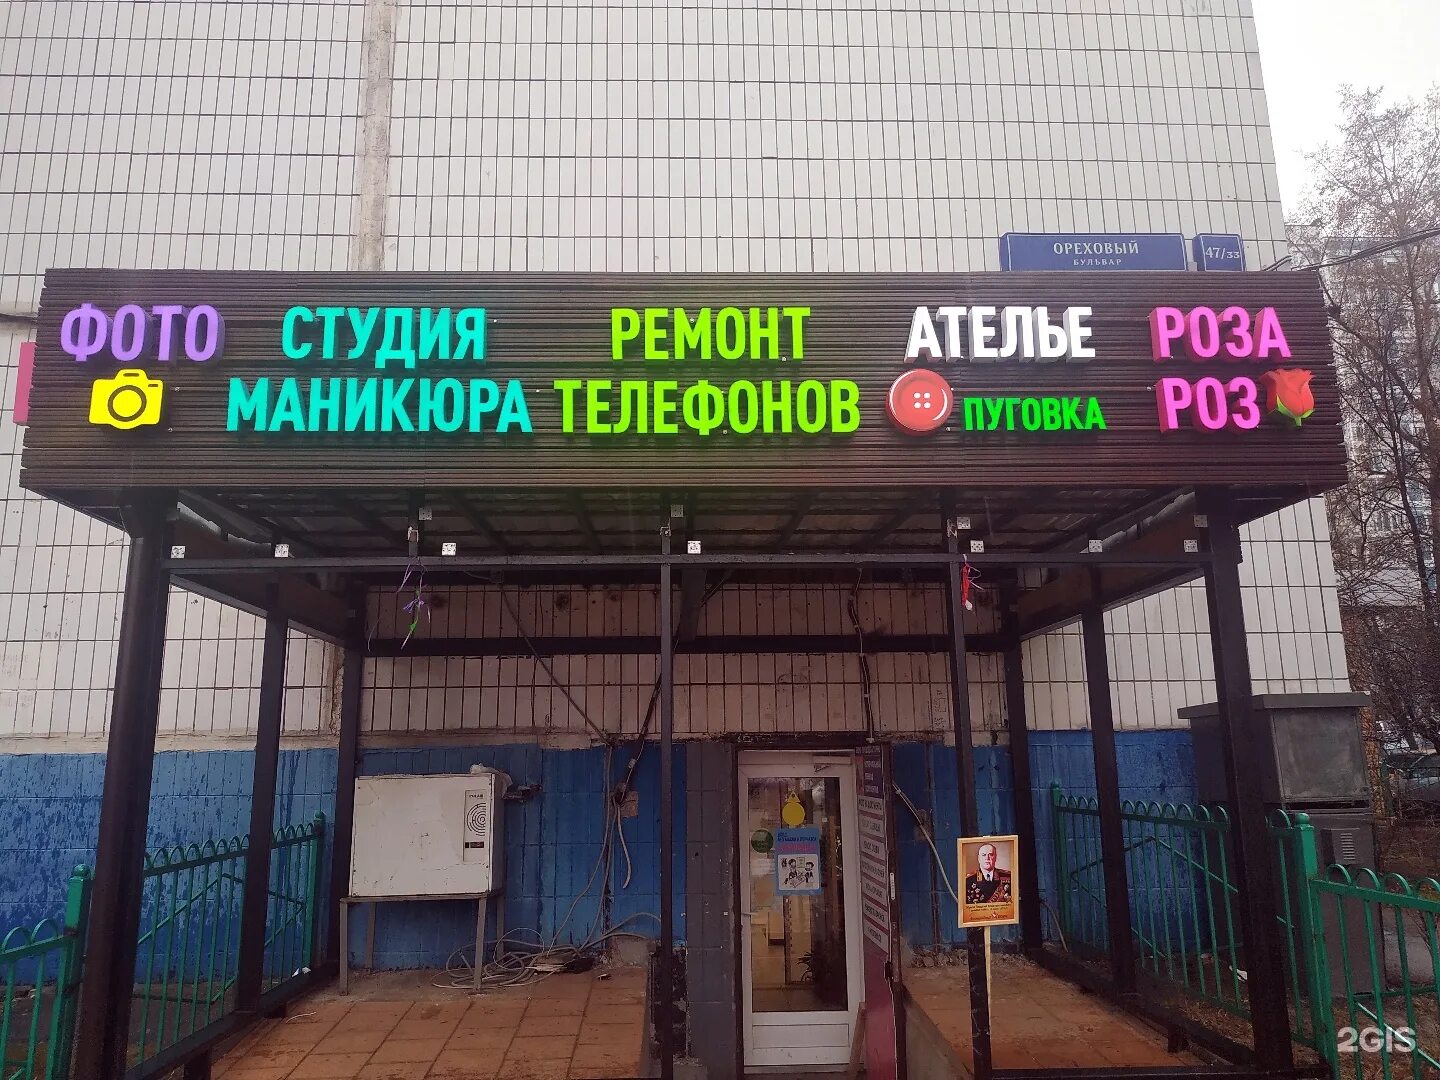 ОРЕХОВЫЙ
БУЛЬВАР
47/33
ФОТО
СТУДИЯ
МАНИКЮРА
РЕМОНТ
ТЕЛЕФОНОВ
АТЕЛЬЕ
ПУГОВКА
РОЗА
РОЗ
2GIS